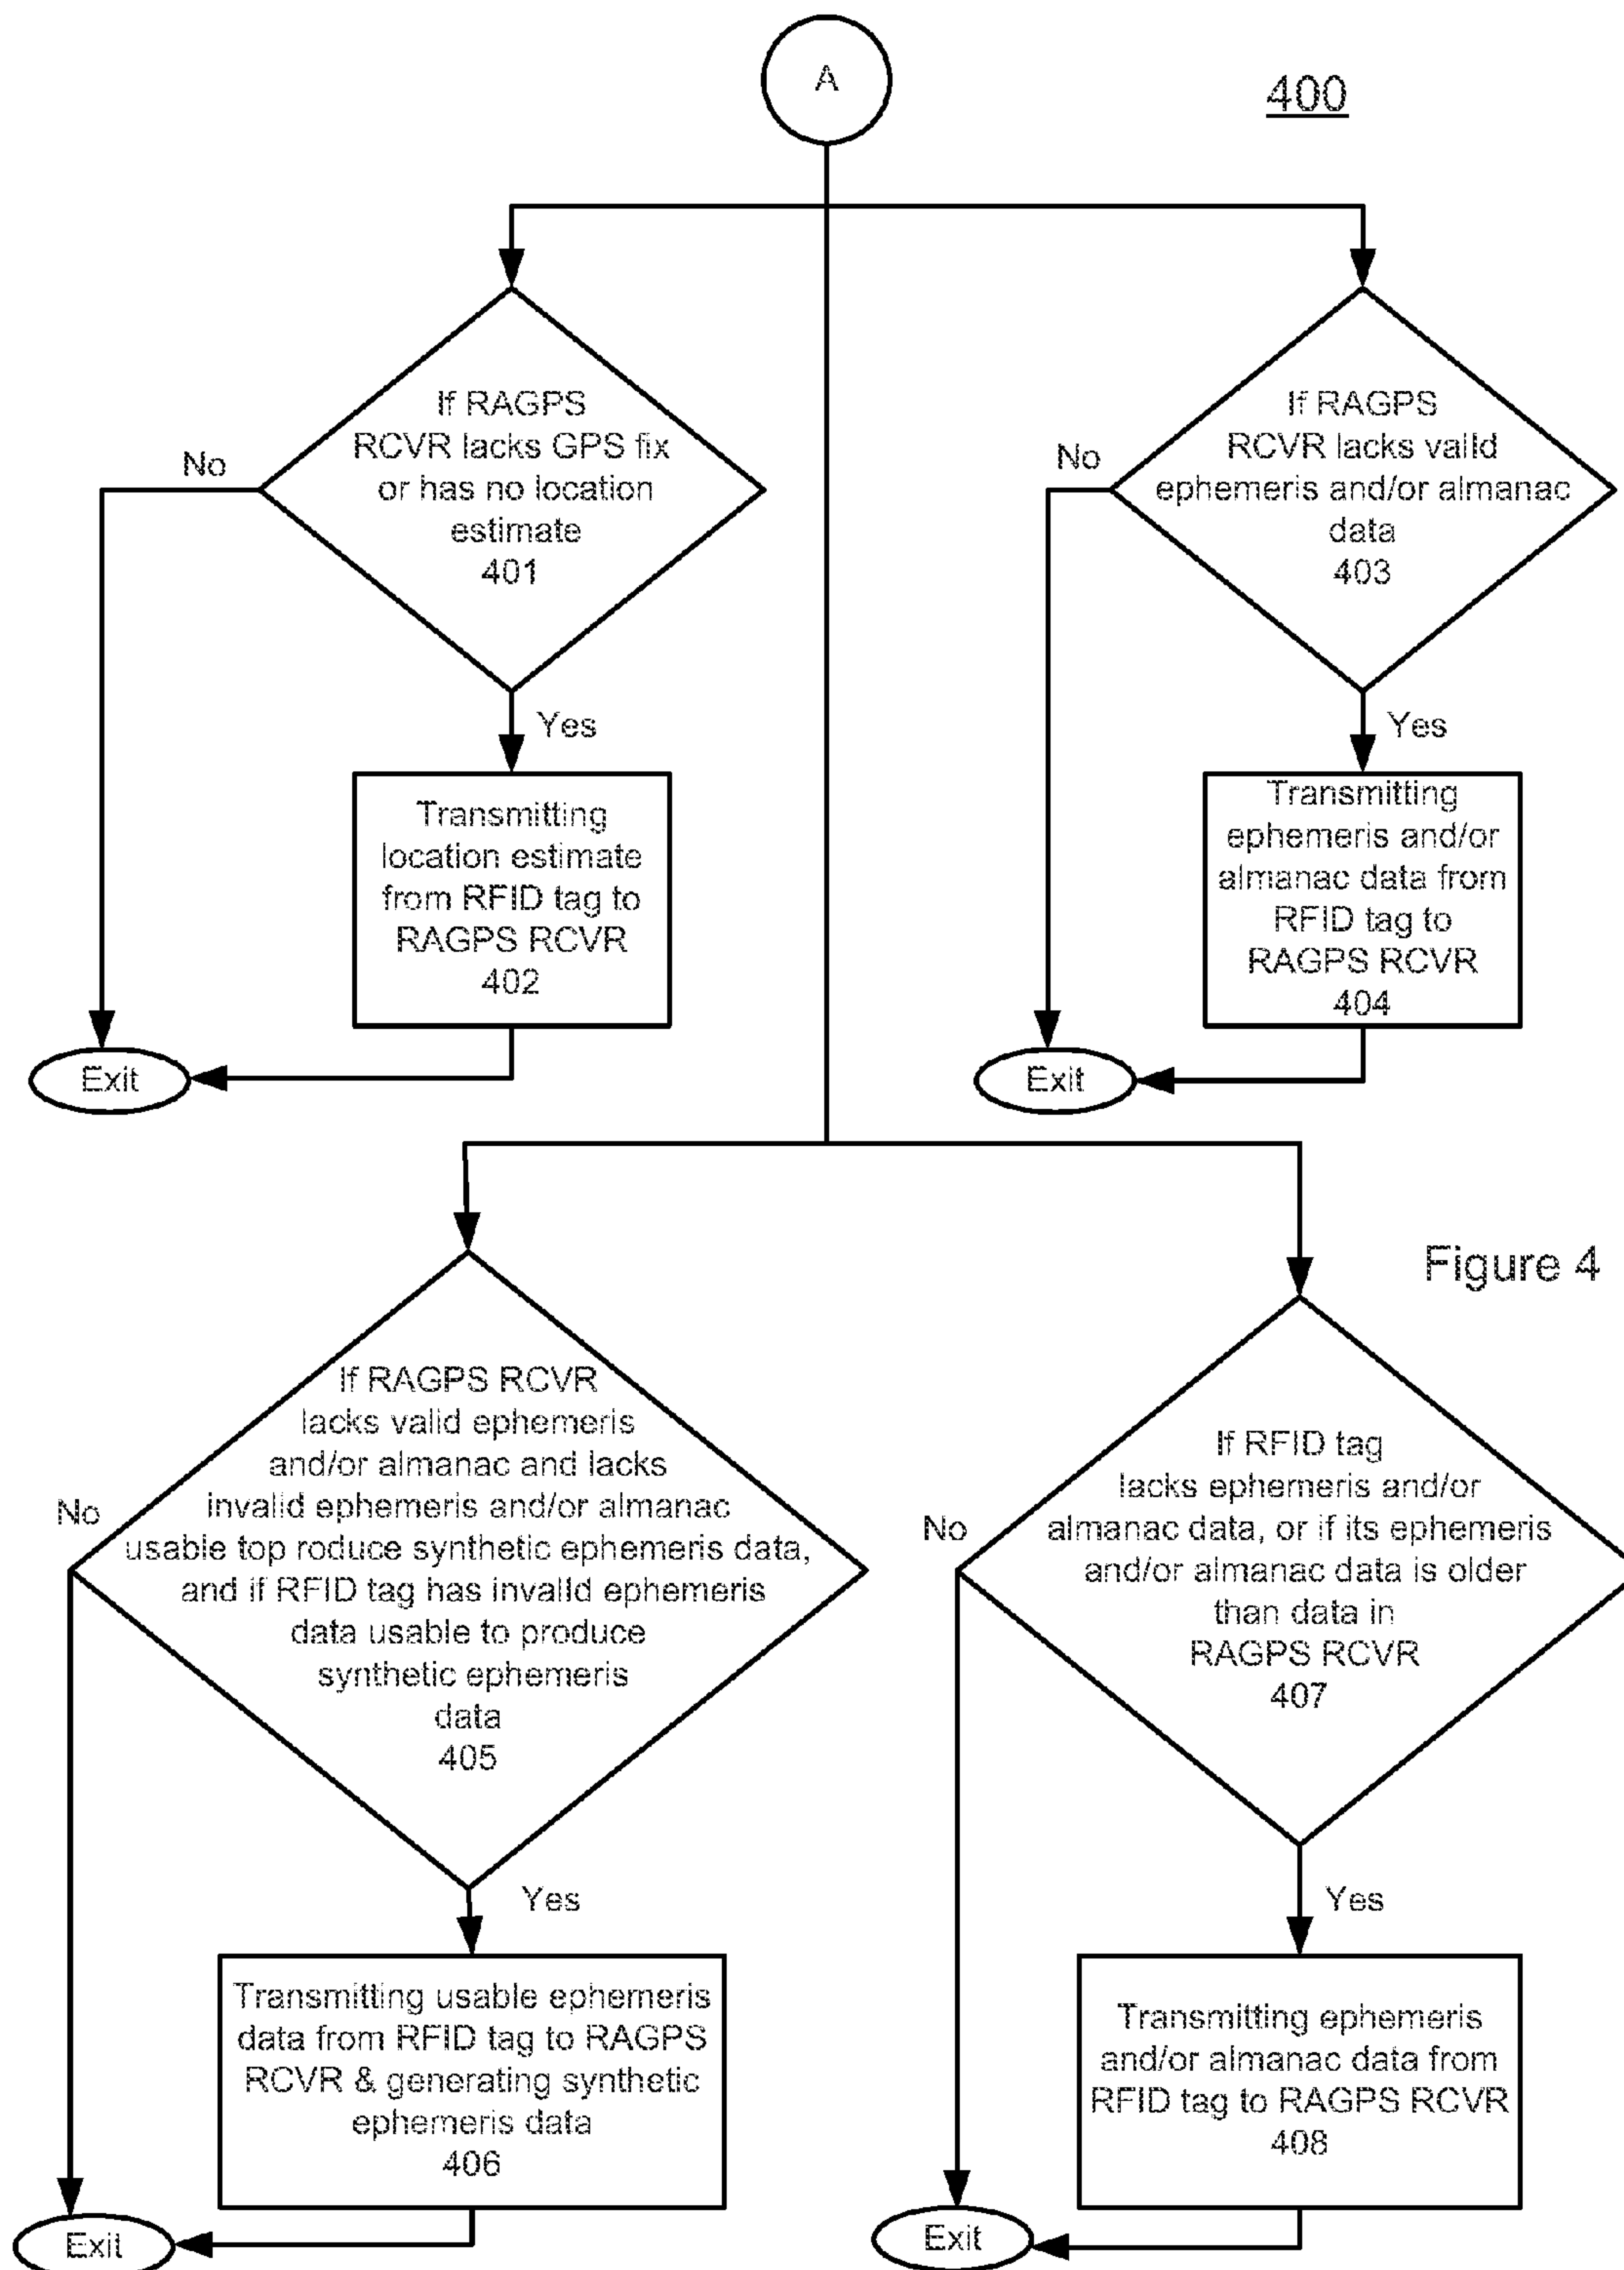 A
400
If RAGPS
RCVR lacks GPS fix
or has no location
estimate
401
No
Yes
Transmitting
location estimate
from RFID tag to
RAGPS RCVR
402
Exit
If RAGPS
RCVR lacks valid
ephemeris and/or almanac
data
403
No
Yes
Transmitting
ephemeris and/or
almanac data from
RFID tag to
RAGPS RCVR
404
Exit
Figure 4
If RAGPS RCVR
lacks valid ephemeris
and/or almanac and lacks
invalid ephemeris and/or almanac
usable top roduce synthetic ephemeris data,
and if RFID tag has invalid ephemeris
data usable to produce
synthetic ephemeris
data
405
No
Yes
Transmitting usable ephemeris
data from RFID tag to RAGPS
RCVR & generating synthetic
ephemeris data
406
Exit
If RFID tag
lacks ephemeris and/or
almanac data, or if its ephemeris
and/or almanac data is older
than data in
RAGPS RCVR
407
No
Yes
Transmitting ephemeris
and/or almanac data from
RFID tag to RAGPS RCVR
408
Exit